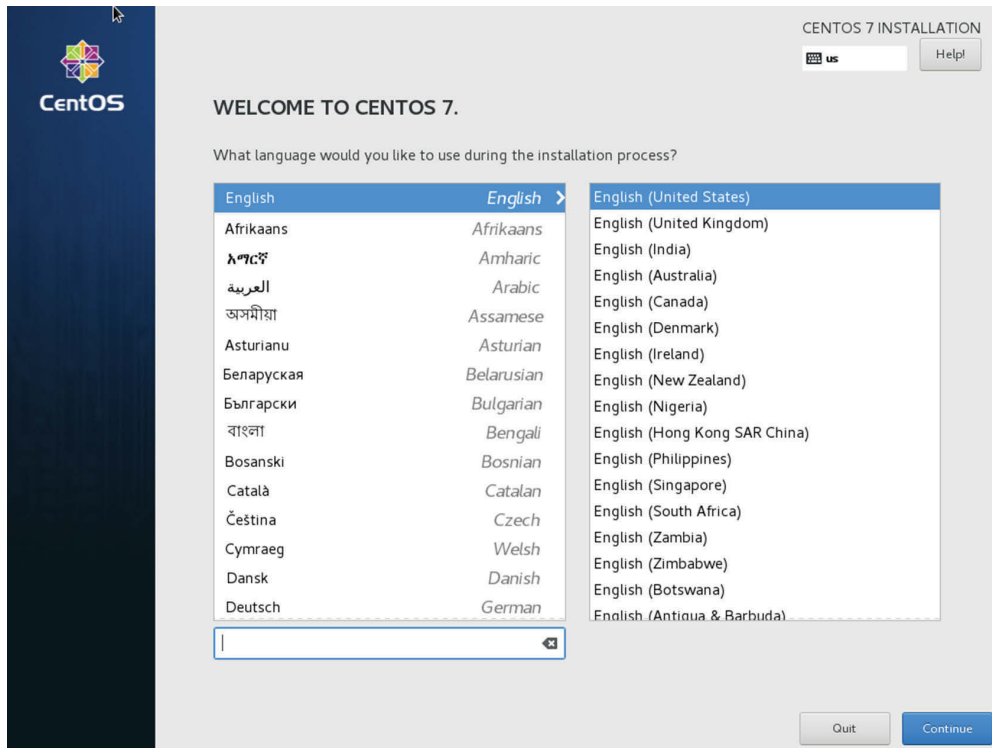 CentOS
CENTOS 7 INSTALLATION
us
Help!
WELCOME TO CENTOS 7.
What language would you like to use during the installation process?
English English
Afrikaans Afrikaans
አማርኛ Amharic
العربية Arabic
অসমীয়া Assamese
Asturianu Asturian
Беларуская Belarusian
Български Bulgarian
বাংলা Bengali
Bosanski Bosnian
Català Catalan
Čeština Czech
Cymraeg Welsh
Dansk Danish
Deutsch German
English (United States)
English (United Kingdom)
English (India)
English (Australia)
English (Canada)
English (Denmark)
English (Ireland)
English (New Zealand)
English (Nigeria)
English (Hong Kong SAR China)
English (Philippines)
English (Singapore)
English (South Africa)
English (Zambia)
English (Zimbabwe)
English (Botswana)
English (Antigua & Barbuda)
Quit
Continue